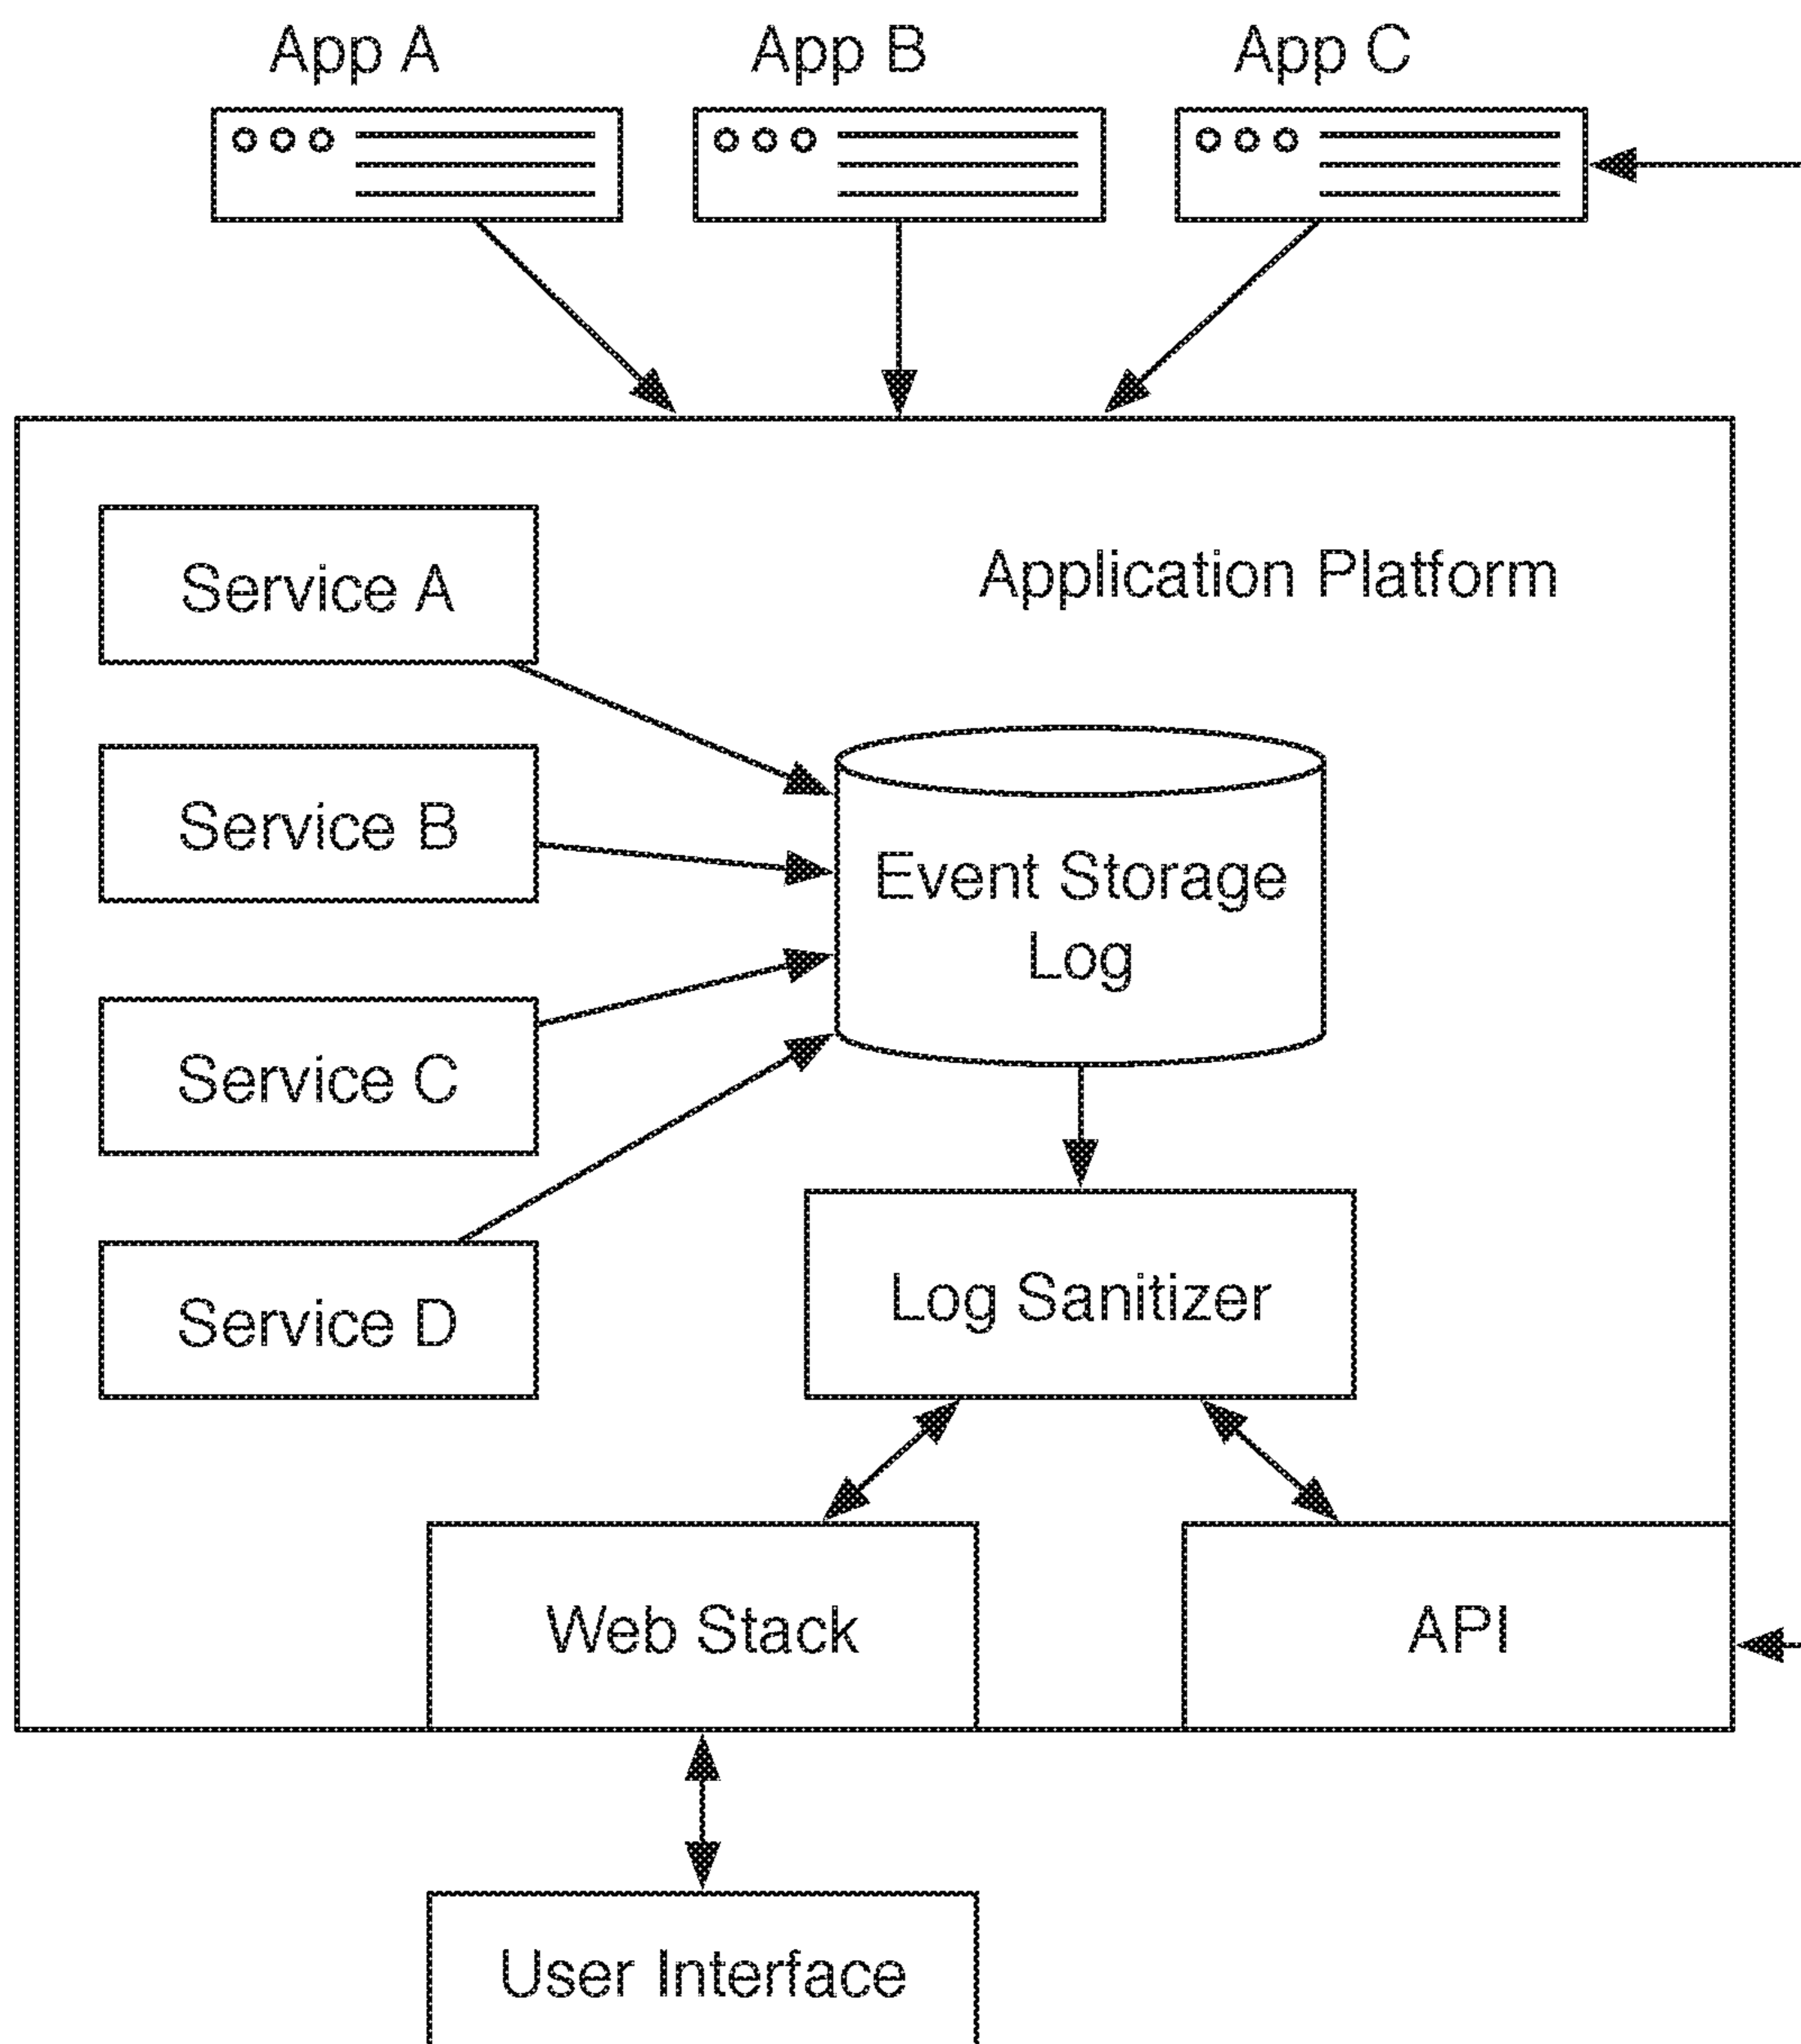 App A
App B
App C
Application Platform
Service A
Service B
Service C
Service D
Event Storage
Log
Log Sanitizer
Web Stack
API
User Interface